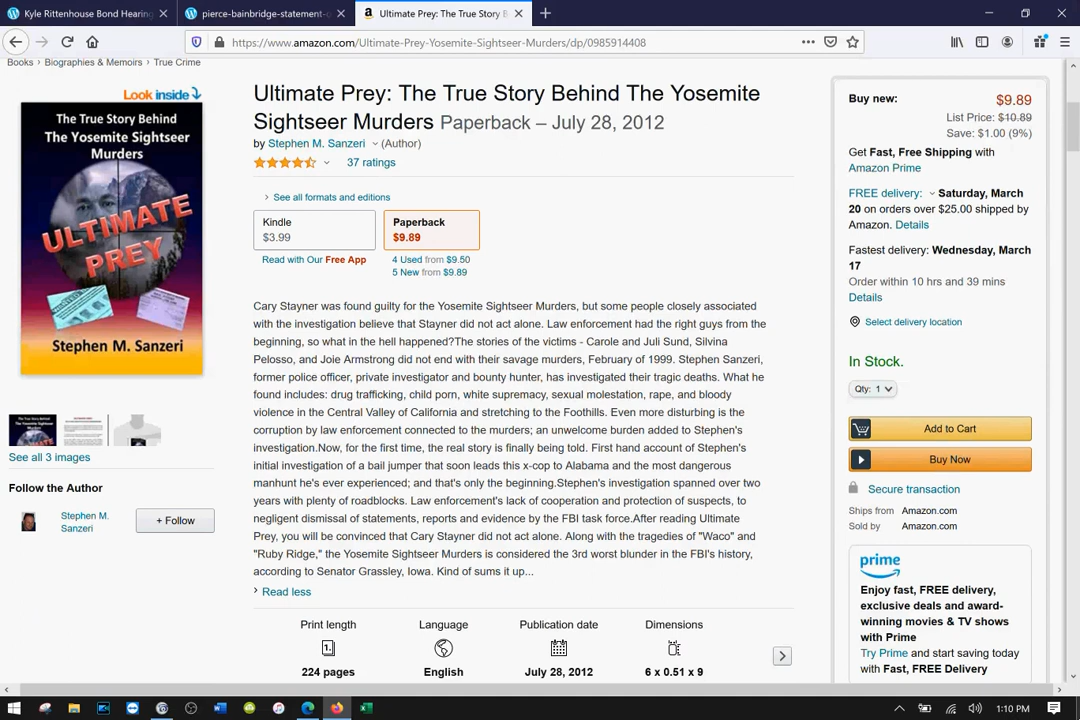 Kyle Rittenhouse Bond Hearing
pierce-bainbridge-statement-o
Ultimate Prey: The True Story B
https://www.amazon.com/Ultimate-Prey-Yosemite-Sightseer-Murders/dp/0985914408
Books › Biographies & Memoirs › True Crime
Look inside
The True Story Behind
The Yosemite Sightseer
Murders
ULTIMATE
PREY
Stephen M. Sanzeri
See all 3 images
Follow the Author
Stephen M.
Sanzeri
+ Follow
Ultimate Prey: The True Story Behind The Yosemite
Sightseer Murders Paperback – July 28, 2012
by Stephen M. Sanzeri (Author)
37 ratings
See all formats and editions
Kindle
$3.99
Read with Our Free App
Paperback
$9.89
4 Used from $9.50
5 New from $9.89
Cary Stayner was found guilty for the Yosemite Sightseer Murders, but some people closely associated
with the investigation believe that Stayner did not act alone. Law enforcement had the right guys from the
beginning, so what in the hell happened?The stories of the victims - Carole and Juli Sund, Silvina
Pelosso, and Joie Armstrong did not end with their savage murders, February of 1999. Stephen Sanzeri,
former police officer, private investigator and bounty hunter, has investigated their tragic deaths. What he
found includes: drug trafficking, child porn, white supremacy, sexual molestation, rape, and bloody
violence in the Central Valley of California and stretching to the Foothills. Even more disturbing is the
corruption by law enforcement connected to the murders; an unwelcome burden added to Stephen's
investigation.Now, for the first time, the real story is finally being told. First hand account of Stephen's
initial investigation of a bail jumper that soon leads this x-cop to Alabama and the most dangerous
manhunt he's ever experienced; and that's only the beginning.Stephen's investigation spanned over two
years with plenty of roadblocks. Law enforcement's lack of cooperation and protection of suspects, to
negligent dismissal of statements, reports and evidence by the FBI task force.After reading Ultimate
Prey, you will be convinced that Cary Stayner did not act alone. Along with the tragedies of "Waco" and
"Ruby Ridge," the Yosemite Sightseer Murders is considered the 3rd worst blunder in the FBI's history,
according to Senator Grassley, Iowa. Kind of sums it up...
Read less
Print length
224 pages
Language
English
Publication date
July 28, 2012
Dimensions
6 x 0.51 x 9
Buy new: $9.89
List Price: $10.89
Save: $1.00 (9%)
Get Fast, Free Shipping with
Amazon Prime
FREE delivery: Saturday, March
20 on orders over $25.00 shipped by
Amazon. Details
Fastest delivery: Wednesday, March
17
Order within 10 hrs and 39 mins
Details
Select delivery location
In Stock.
Qty: 1
Add to Cart
Buy Now
Secure transaction
Ships from Amazon.com
Sold by Amazon.com
prime
Enjoy fast, FREE delivery,
exclusive deals and award-
winning movies & TV shows
with Prime
Try Prime and start saving today
with Fast, FREE Delivery
1:10 PM